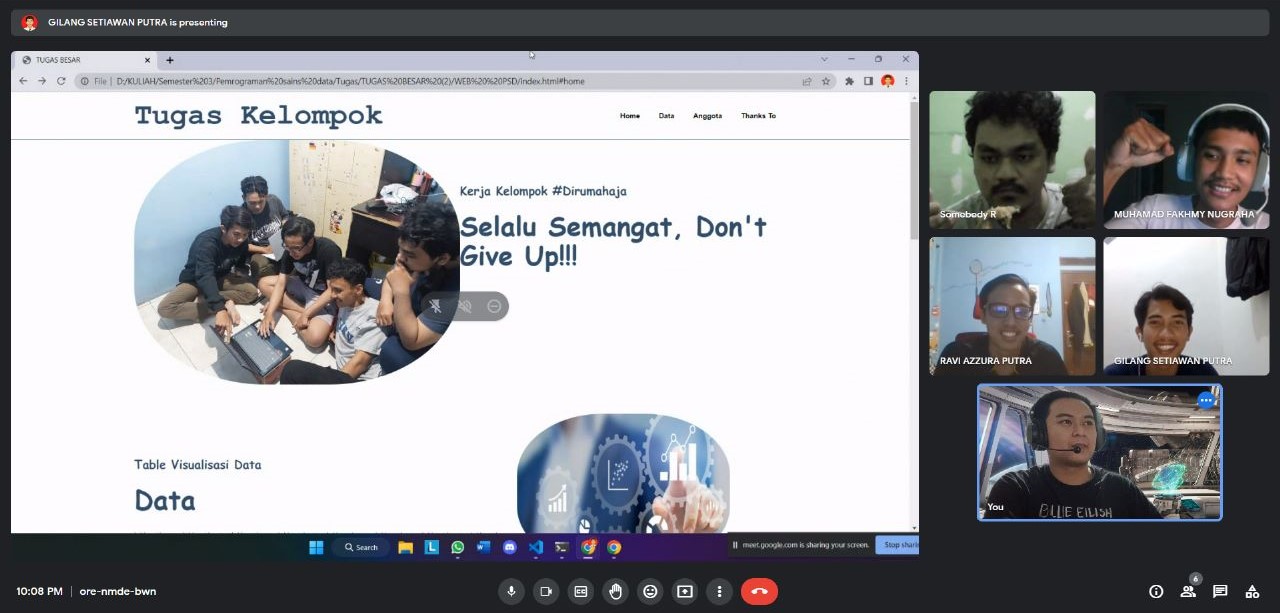 GILANG SETIAWAN PUTRA is presenting
TUGAS BESAR
File | D:/KULIAH/Semester%203/Pemrograman%20sains%20data/Tugas/TUGAS%20BESAR%20(2)/WEB%20%20PSD/index.html#home
Tugas Kelompok
Home Data Anggota Thanks To
Kerja Kelompok #Dirumahaja
Selalu Semangat, Don't
Give Up!!!
Table Visualisasi Data
Data
Search
meet.google.com is sharing your screen.
Stop shari
Somebody R
MUHAMAD FAKHMY NUGRAHA
RAVI AZZURA PUTRA
GILANG SETIAWAN PUTRA
You
BLLIE EILISH
10:08 PM | ore-nmde-bwn
6